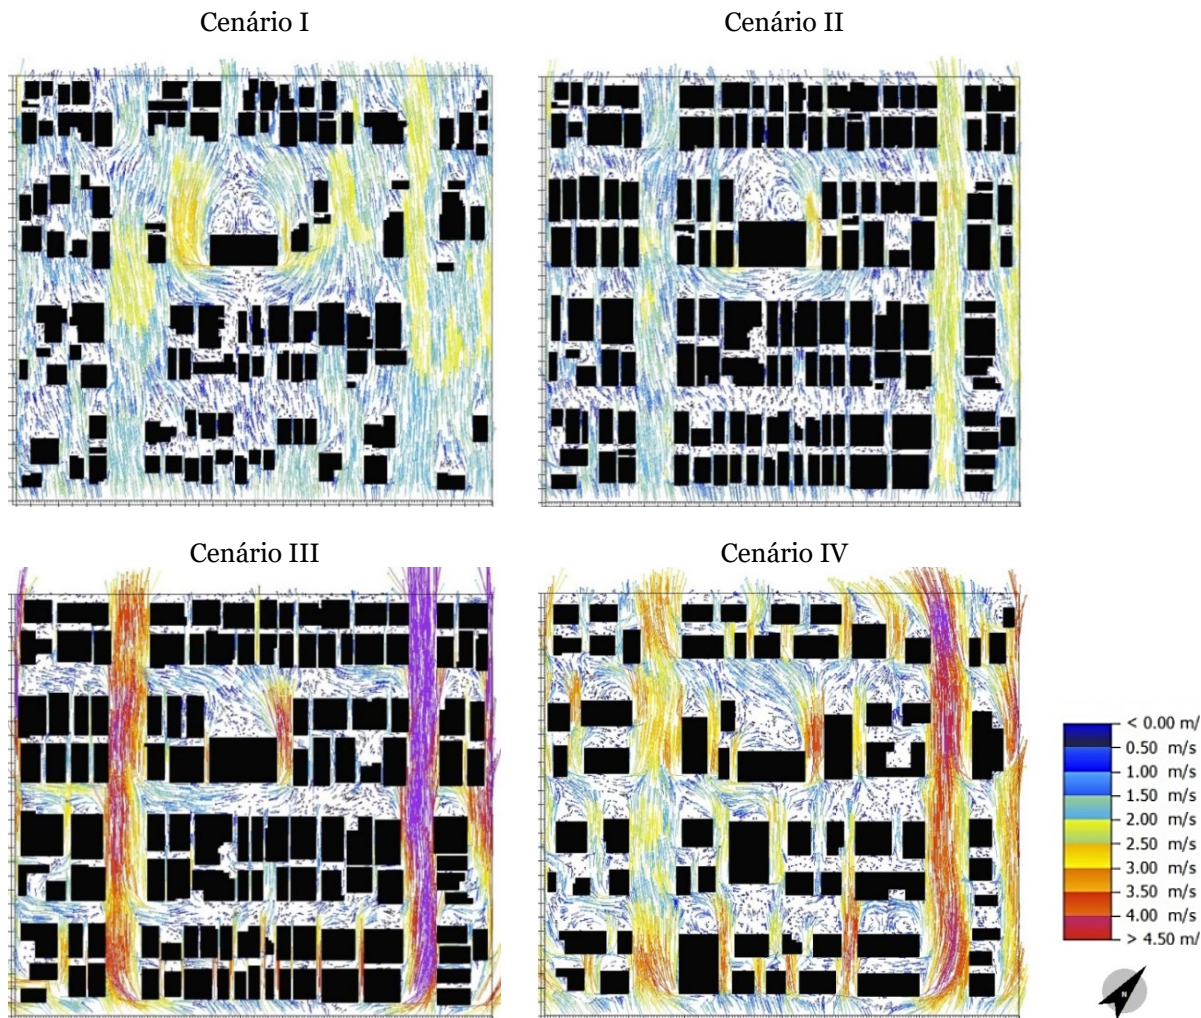 Cenário I
Cenário II
Cenário III
Cenário IV
< 0.00 m/
0.50 m/s
1.00 m/s
1.50 m/s
2.00 m/s
2.50 m/s
3.00 m/s
3.50 m/s
4.00 m/s
> 4.50 m/
N